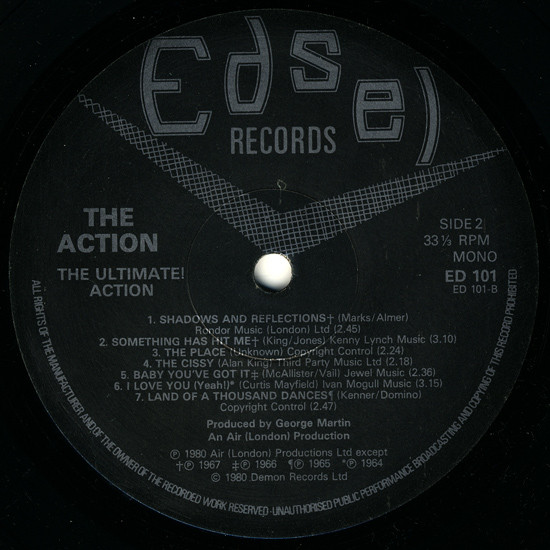 Edsel
RECORDS
THE
ACTION
THE ULTIMATE!
ACTION
SIDE 2
33 ⅓ RPM
MONO
ED 101
ED 101-B
1. SHADOWS AND REFLECTIONS† (Marks/Almer)
Rondor Music (London) Ltd (2.45)
2. SOMETHING HAS HIT ME† (King/Jones) Kenny Lynch Music (3.10)
3. THE PLACE (Unknown) Copyright Control (2.24)
4. THE CISSY (Alan King) Third Party Music Ltd (2.18)
5. BABY YOU'VE GOT IT‡ (McCallister/Vail) Jewel Music (2.36)
6. I LOVE YOU (Yeah!)* (Curtis Mayfield) Ivan Moguli Music (3.15)
7. LAND OF A THOUSAND DANCES¶ (Kenner/Domino)
Copyright Control (2.47)
Produced by George Martin
An Air (London) Production
℗ 1980 Air (London) Productions Ltd except
†℗ 1967 ‡℗ 1966 ¶℗ 1965 *℗ 1964
© 1980 Demon Records Ltd
ALL RIGHTS OF THE MANUFACTURER AND OF THE OWNER OF THE RECORDED WORK RESERVED - UNAUTHORISED PUBLIC PERFORMANCE BROADCASTING AND COPYING OF THIS RECORD PROHIBITED